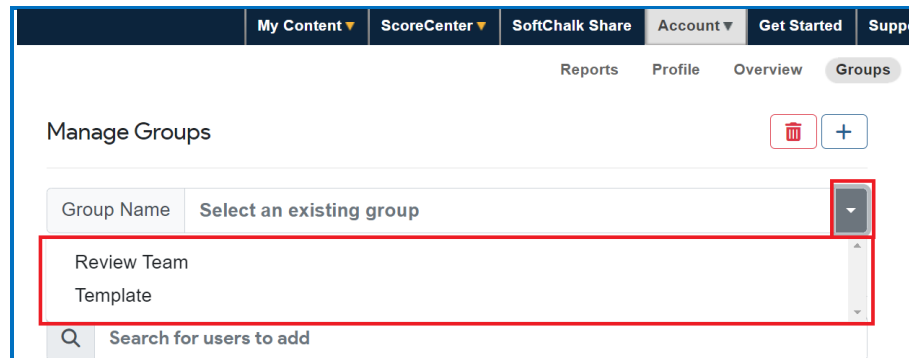 My Content ▼ ScoreCenter ▼ SoftChalk Share Account ▼ Get Started
Reports Profile Overview Groups
Manage Groups
Group Name Select an existing group
Review Team
Template
Search for users to add